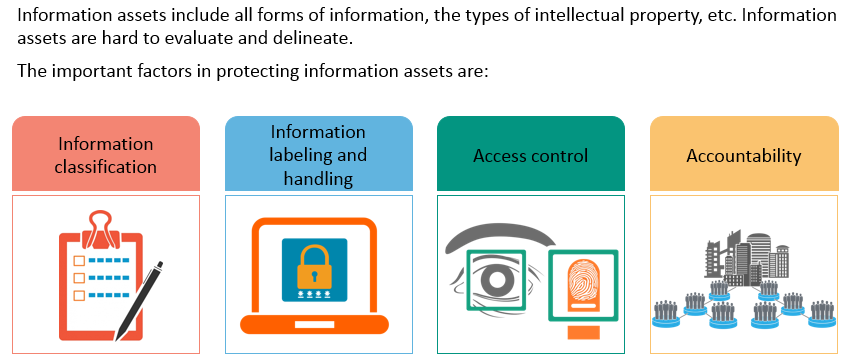 Information assets include all forms of information, the types of intellectual property, etc. Information
assets are hard to evaluate and delineate.
The important factors in protecting information assets are:
Information
classification
Information
labeling and
handling
Access control
Accountability